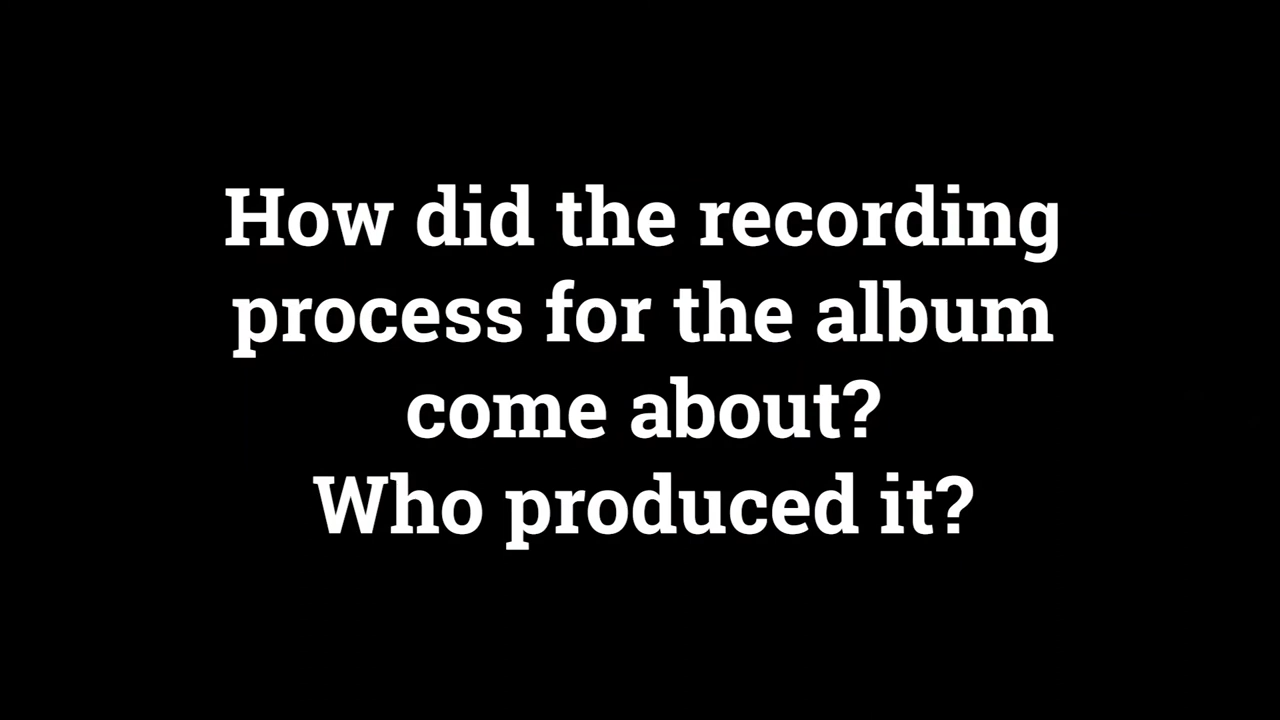 How did the recording
process for the album
come about?
Who produced it?